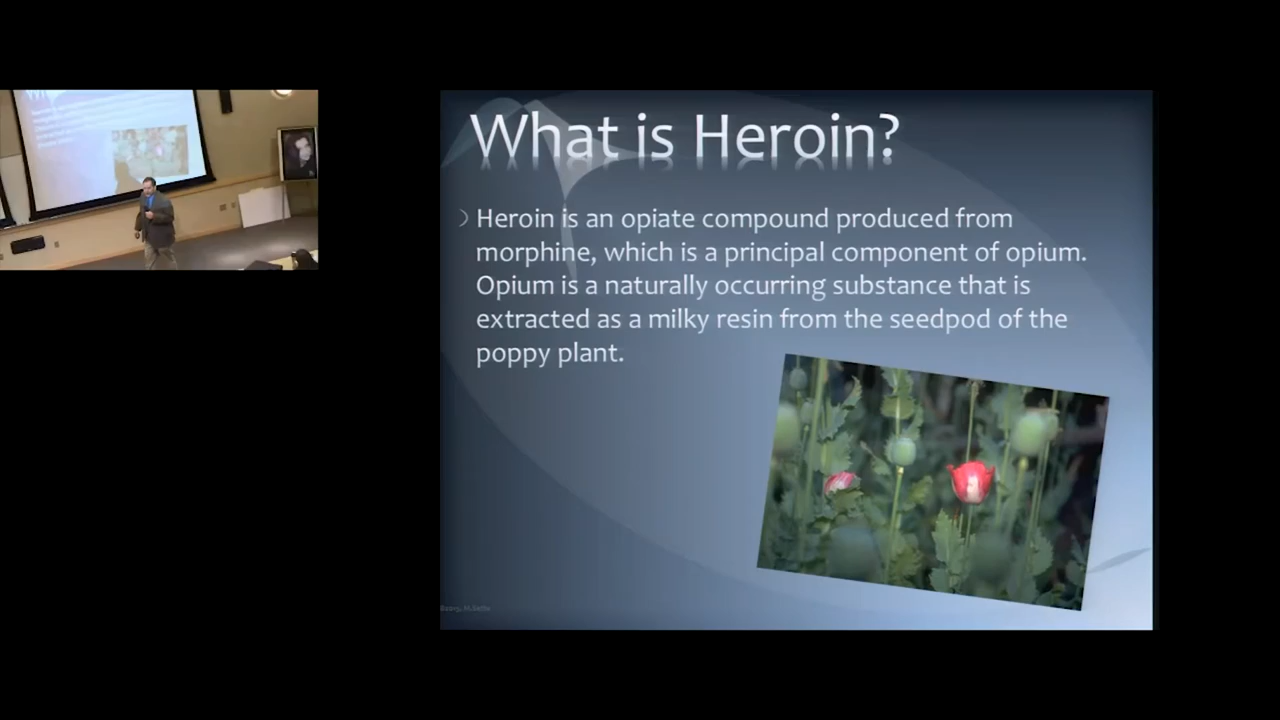 What is Heroin?
Heroin is an opiate compound produced from
morphine, which is a principal component of opium.
Opium is a naturally occurring substance that is
extracted as a milky resin from the seedpod of the
poppy plant.